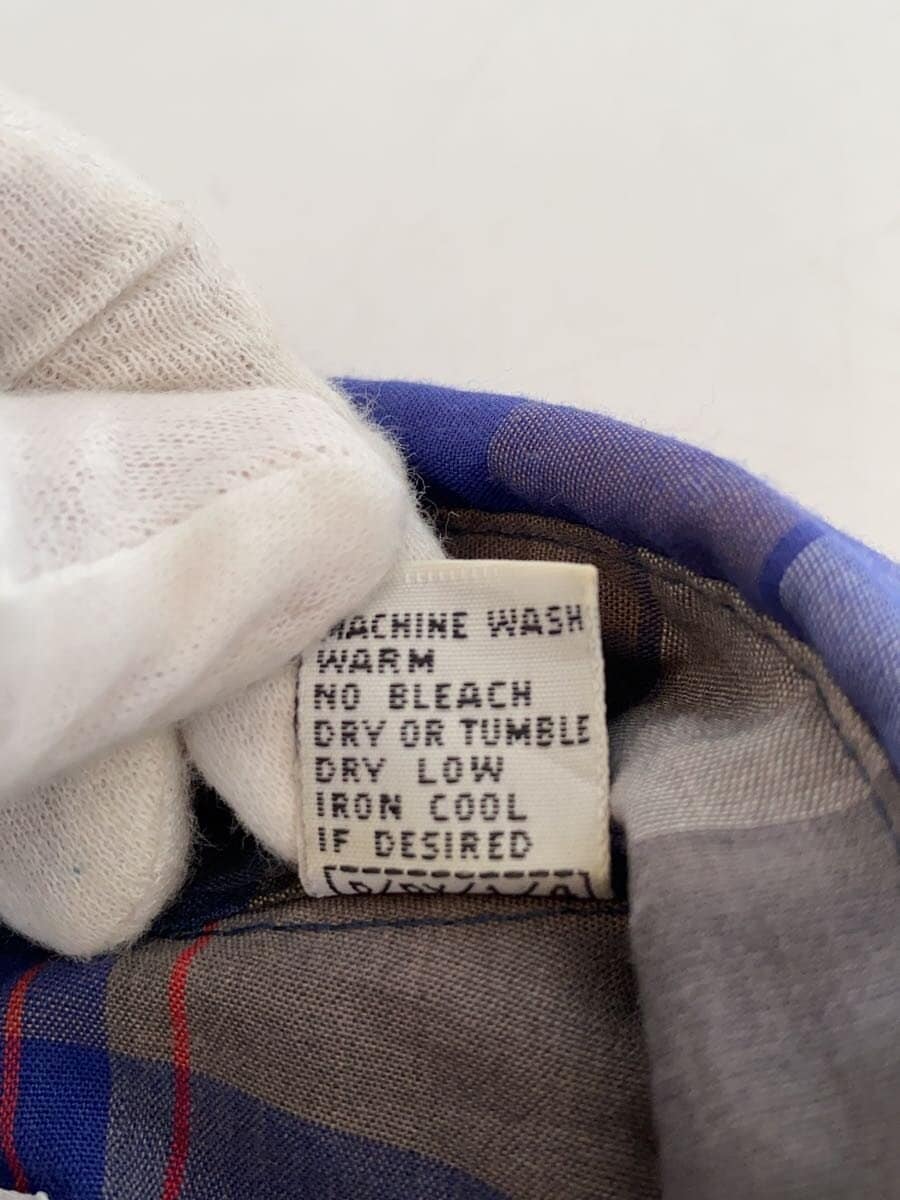 MACHINE WASH
WARM
NO BLEACH
DRY OR TUMBLE
DRY LOW
IRON COOL
IF DESIRED